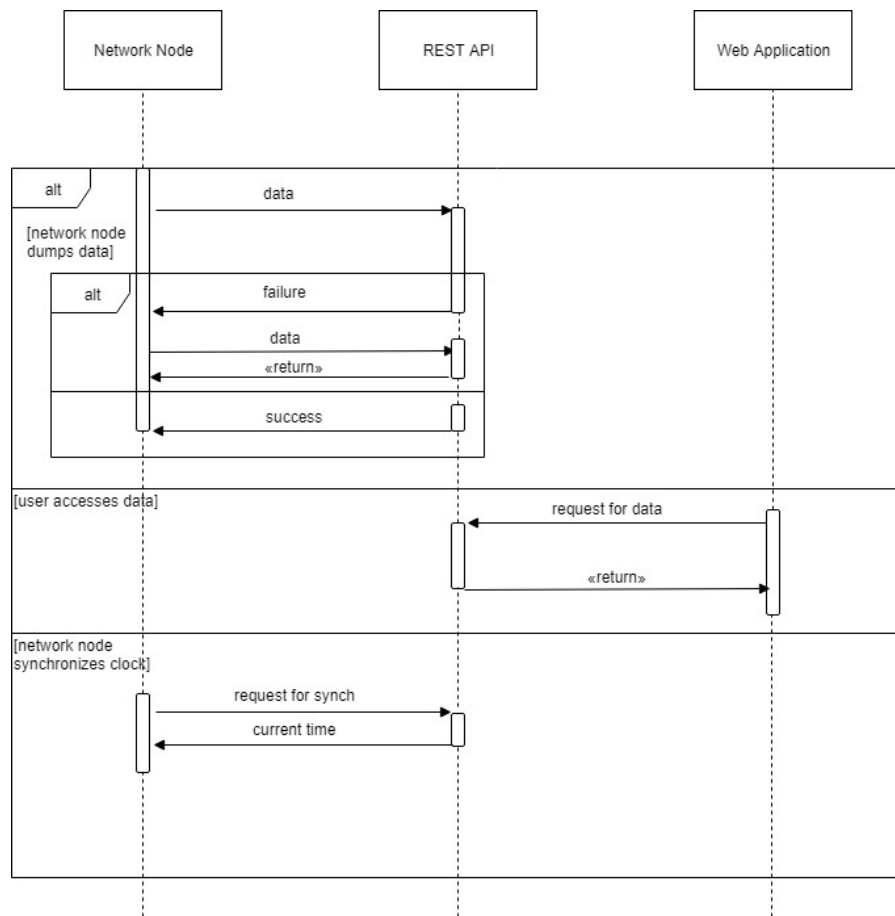 Network Node
REST API
Web Application
alt
data
[network node
dumps data]
alt
failure
data
«return»
success
[user accesses data]
request for data
«return»
[network node
synchronizes clock]
request for synch
current time